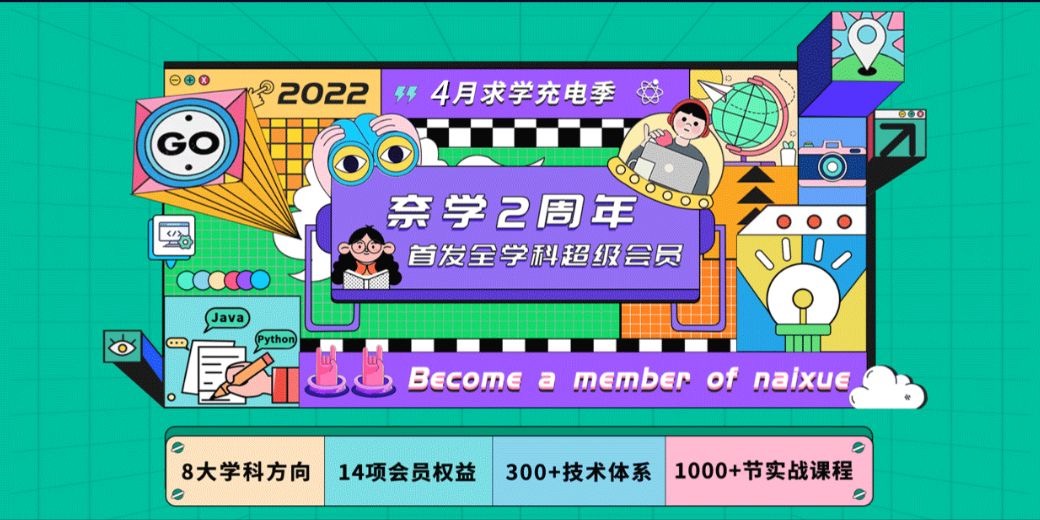 2022
4月求学充电季
GO
奈学2周年
首发全学科超级会员
Java
Python
Become a member of naixue
8大学科方向
14项会员权益
300+技术体系
1000+节实战课程